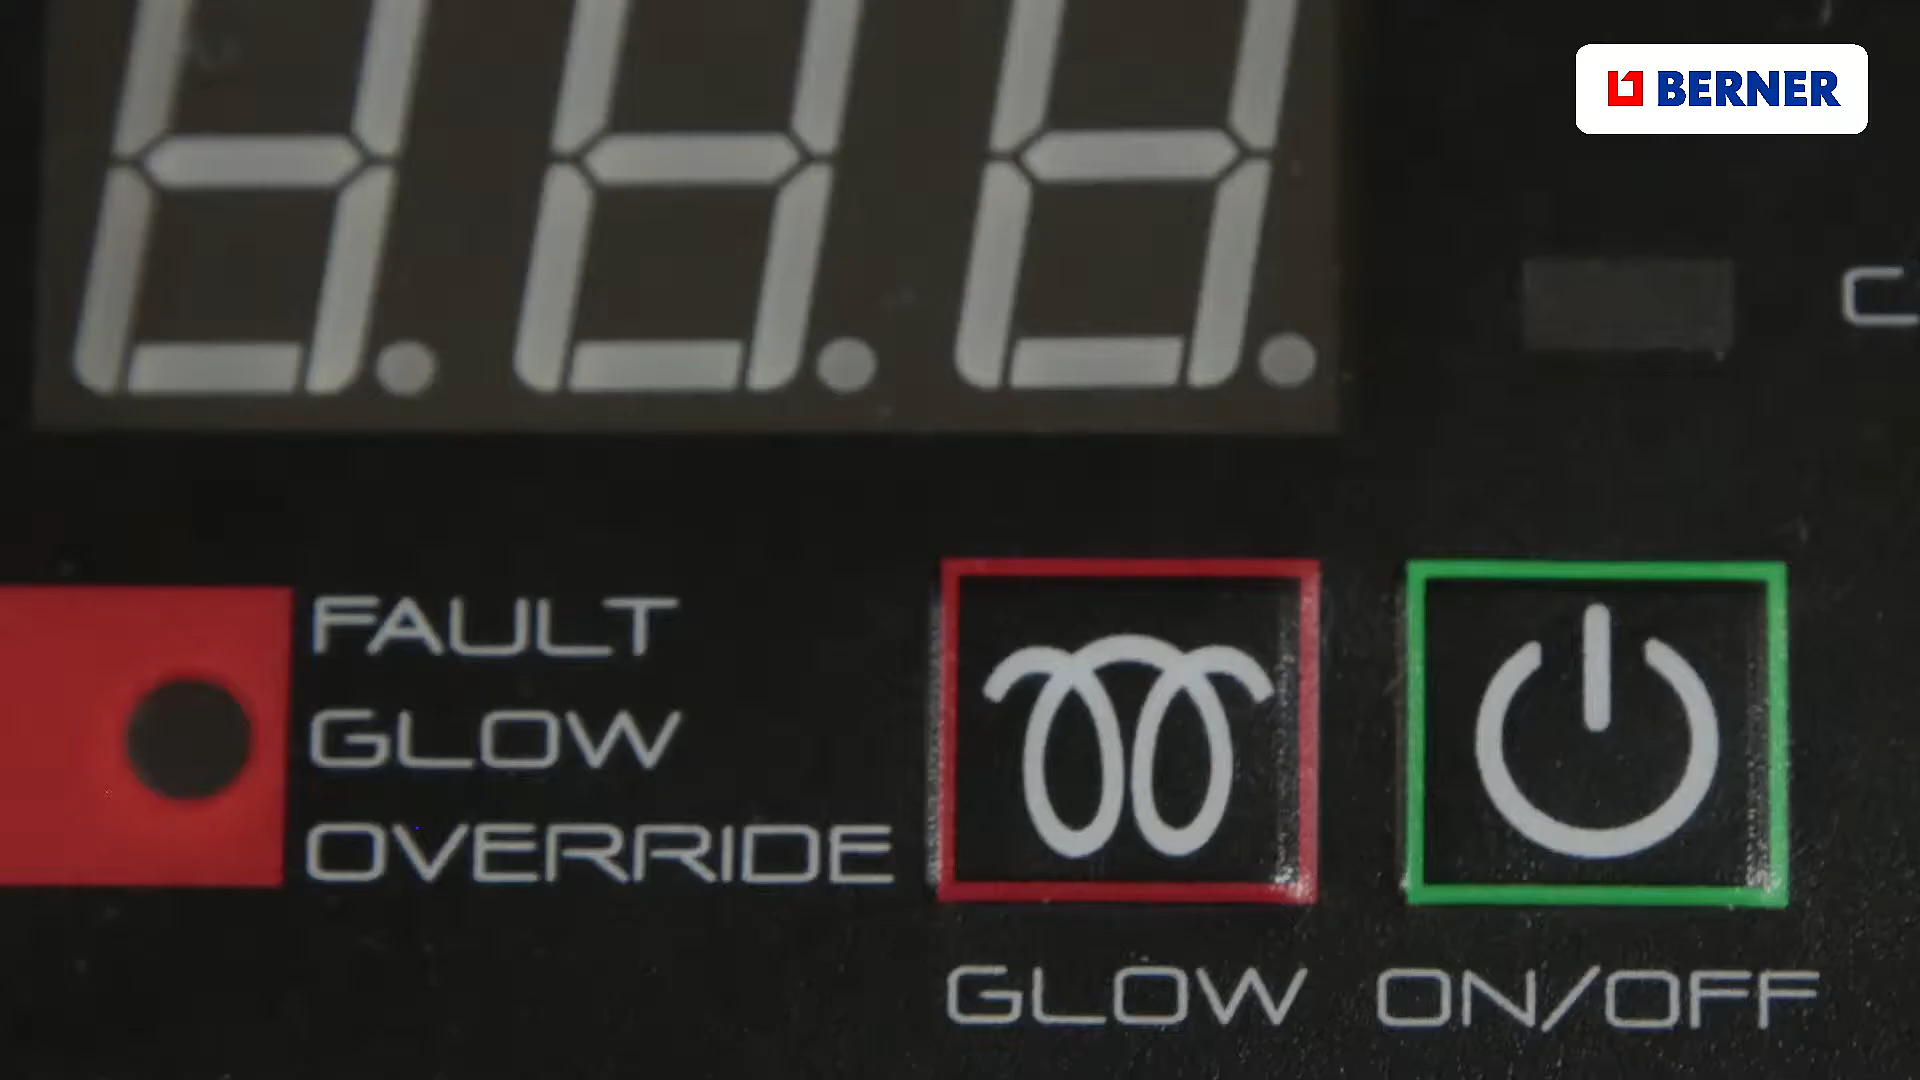 BERNER
FAULT
GLOW
OVERRIDE
GLOW
ON/OFF